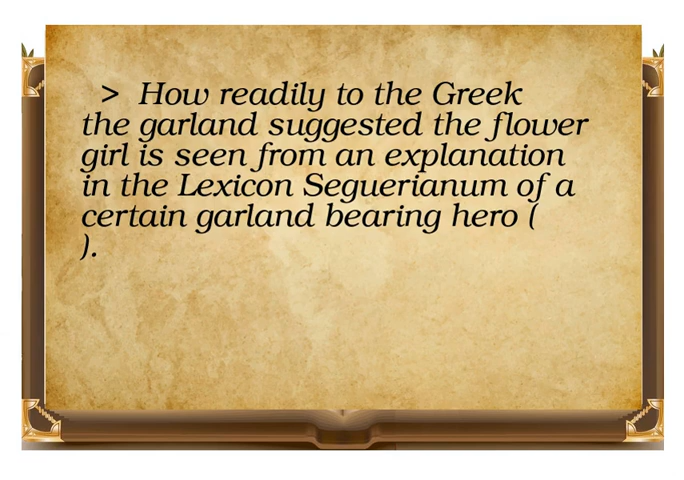 > How readily to the Greek
the garland suggested the flower
girl is seen from an explanation
in the Lexicon Seguerianum of a
certain garland bearing hero (
).